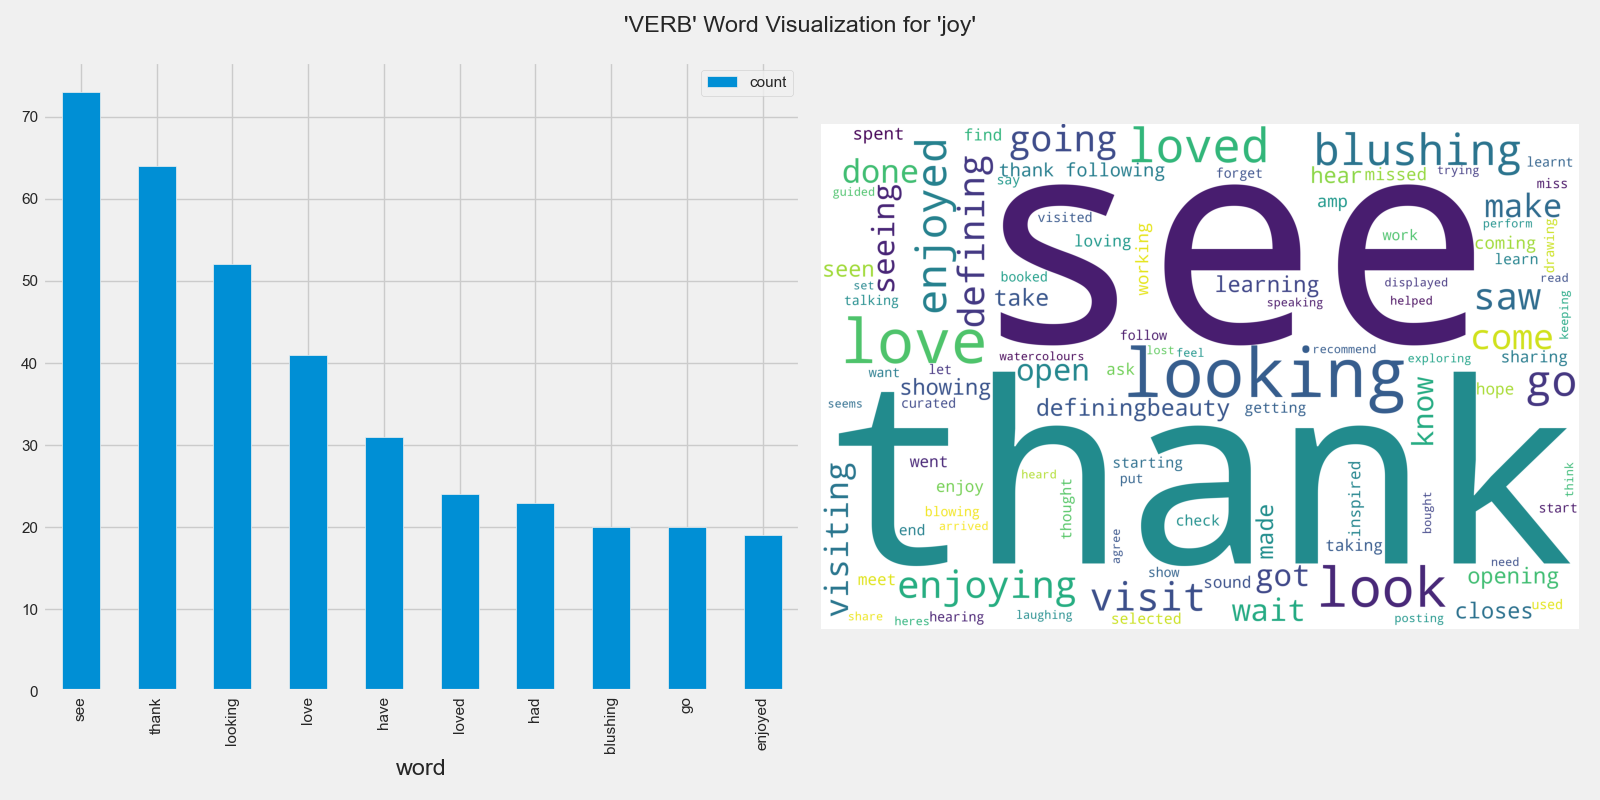 'VERB' Word Visualization for 'joy'
count
70
60
50
40
30
20
10
0
see
thank
looking
love
have
loved
had
blushing
go
enjoyed
word
spent
find
going
loved
blushing
learnt
done
enjoyed
defining
thank following
say
forget
hear
missed
trying
miss
guided
seeing
see
visited
amp
make
perform
loving
working
work
coming
drawing
seen
booked
learning
displayed
learn
read
set
talking
take
speaking
helped
saw
keeping
love
follow
come
watercolours
lost
feel
recommend
exploring
sharing
want
let
open
ask
looking
showing
know
hope
go
seems
curated
definingbeauty
getting
thank
visiting
went
heard
starting
put
inspired
think
enjoy
thought
bought
start
blowing
arrived
end
check
made
agree
taking
need
meet
enjoying
show
sound
got
look
opening
visit
share
heres
hearing
laughing
selected
wait
posting
closes
used